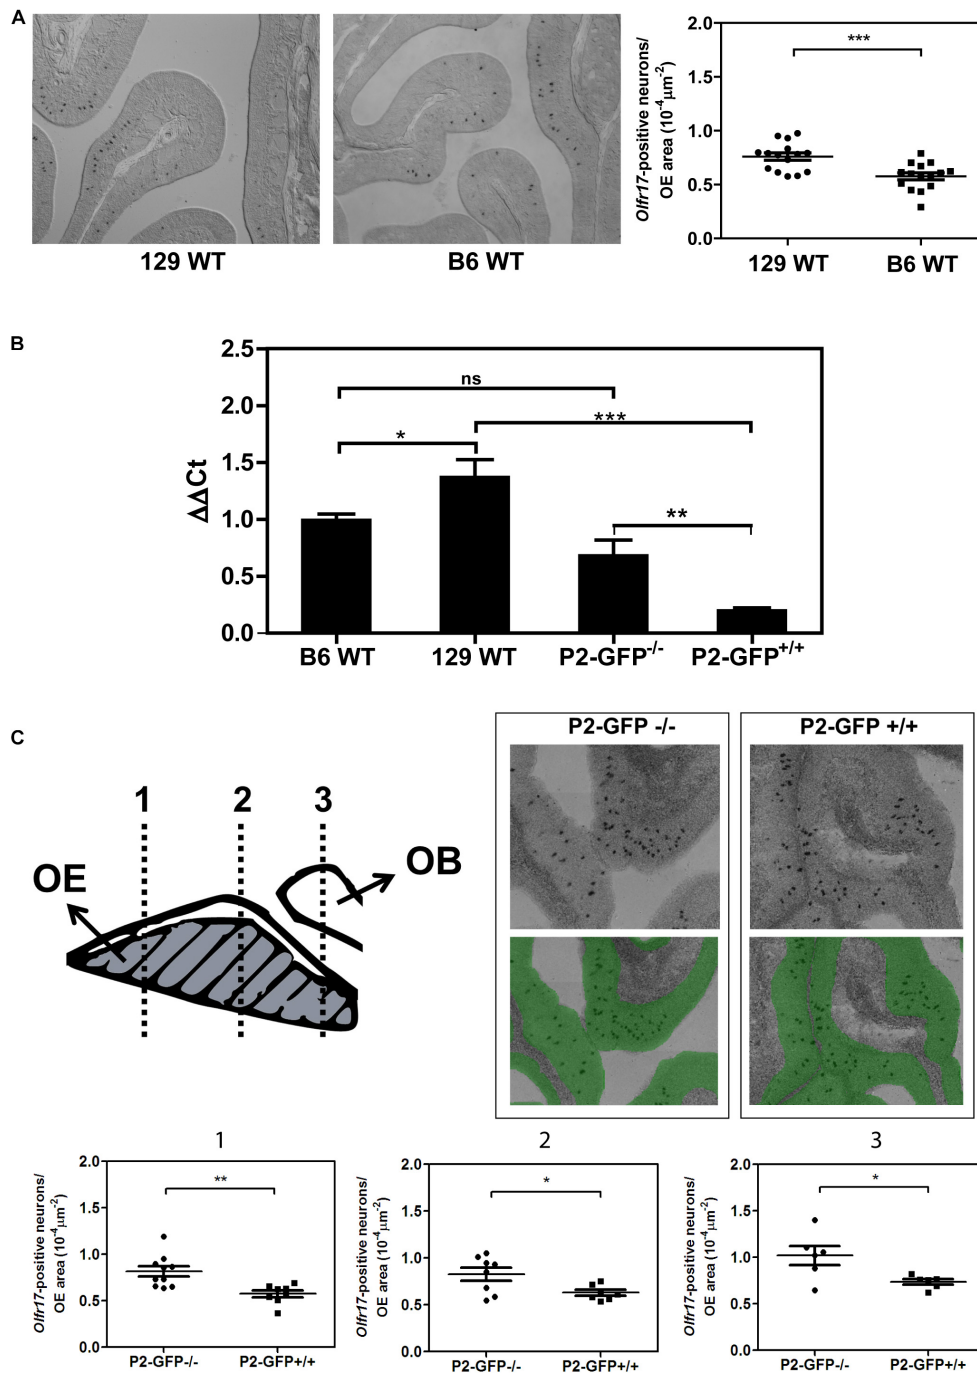 A
129 WT
B6 WT
Olfr17-positive neurons/
OE area (10⁻⁴μm⁻²)
2.0
1.5
1.0
0.5
0.0
***
129 WT
B6 WT
B
ΔΔCt
2.5
2.0
1.5
1.0
0.5
0.0
ns
***
*
**
B6 WT
129 WT
P2-GFP⁻/⁻
P2-GFP⁺/⁺
C
1
2
3
OE
OB
P2-GFP -/-
P2-GFP +/+
1
Olfr17-positive neurons/
OE area (10⁻⁴μm⁻²)
2.0
1.5
1.0
0.5
0.0
**
P2-GFP-/-
P2-GFP+/+
2
Olfr17-positive neurons/
OE area (10⁻⁴μm⁻²)
2.0
1.5
1.0
0.5
0.0
*
P2-GFP-/-
P2-GFP+/+
3
Olfr17-positive neurons/
OE area (10⁻⁴μm⁻²)
2.0
1.5
1.0
0.5
0.0
*
P2-GFP-/-
P2-GFP+/+